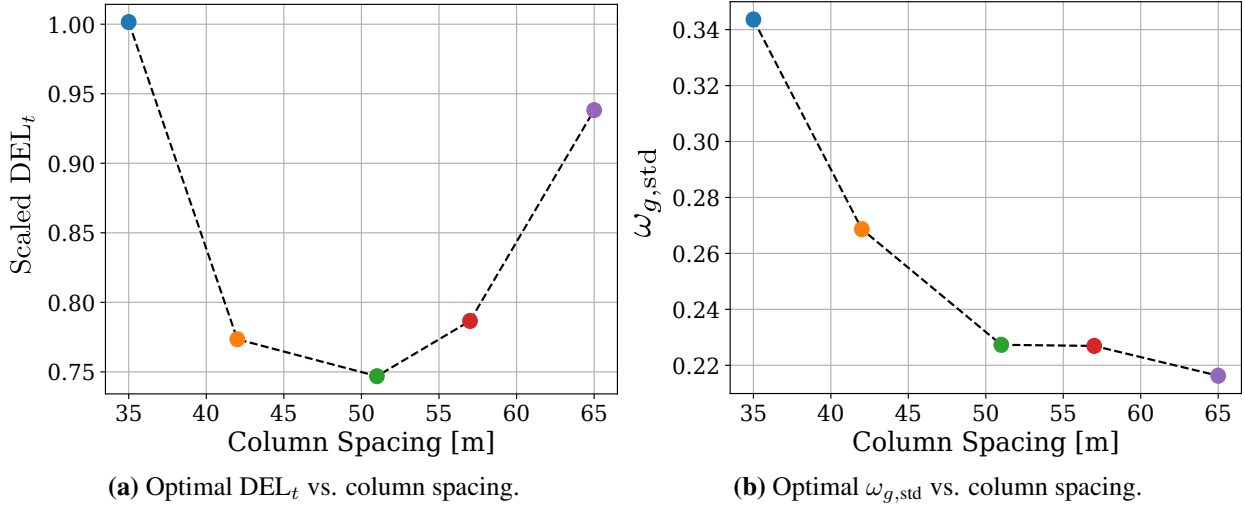 1.00
0.95
0.90
0.85
0.80
0.75
Scaled DEL_t
35 40 45 50 55 60 65
Column Spacing [m]
(a) Optimal DEL_t vs. column spacing.
0.34
0.32
0.30
0.28
0.26
0.24
0.22
ω_{g,std}
35 40 45 50 55 60 65
Column Spacing [m]
(b) Optimal ω_{g,std} vs. column spacing.